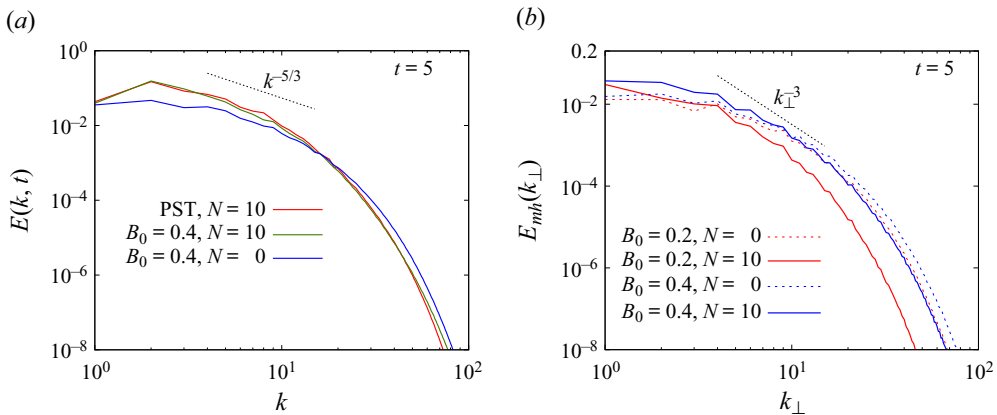 (a)
10^0
10^−2
10^−4
10^−6
10^−8
E(k, t)
k^−5/3
t = 5
PST, N = 10
B_0 = 0.4, N = 10
B_0 = 0.4, N = 0
10^0
10^1
10^2
k
(b)
0.2
10^−2
10^−4
10^−6
10^−8
E_mh(k_⊥)
k_⊥^−3
t = 5
B_0 = 0.2, N = 0
B_0 = 0.2, N = 10
B_0 = 0.4, N = 0
B_0 = 0.4, N = 10
10^0
10^1
10^2
k_⊥